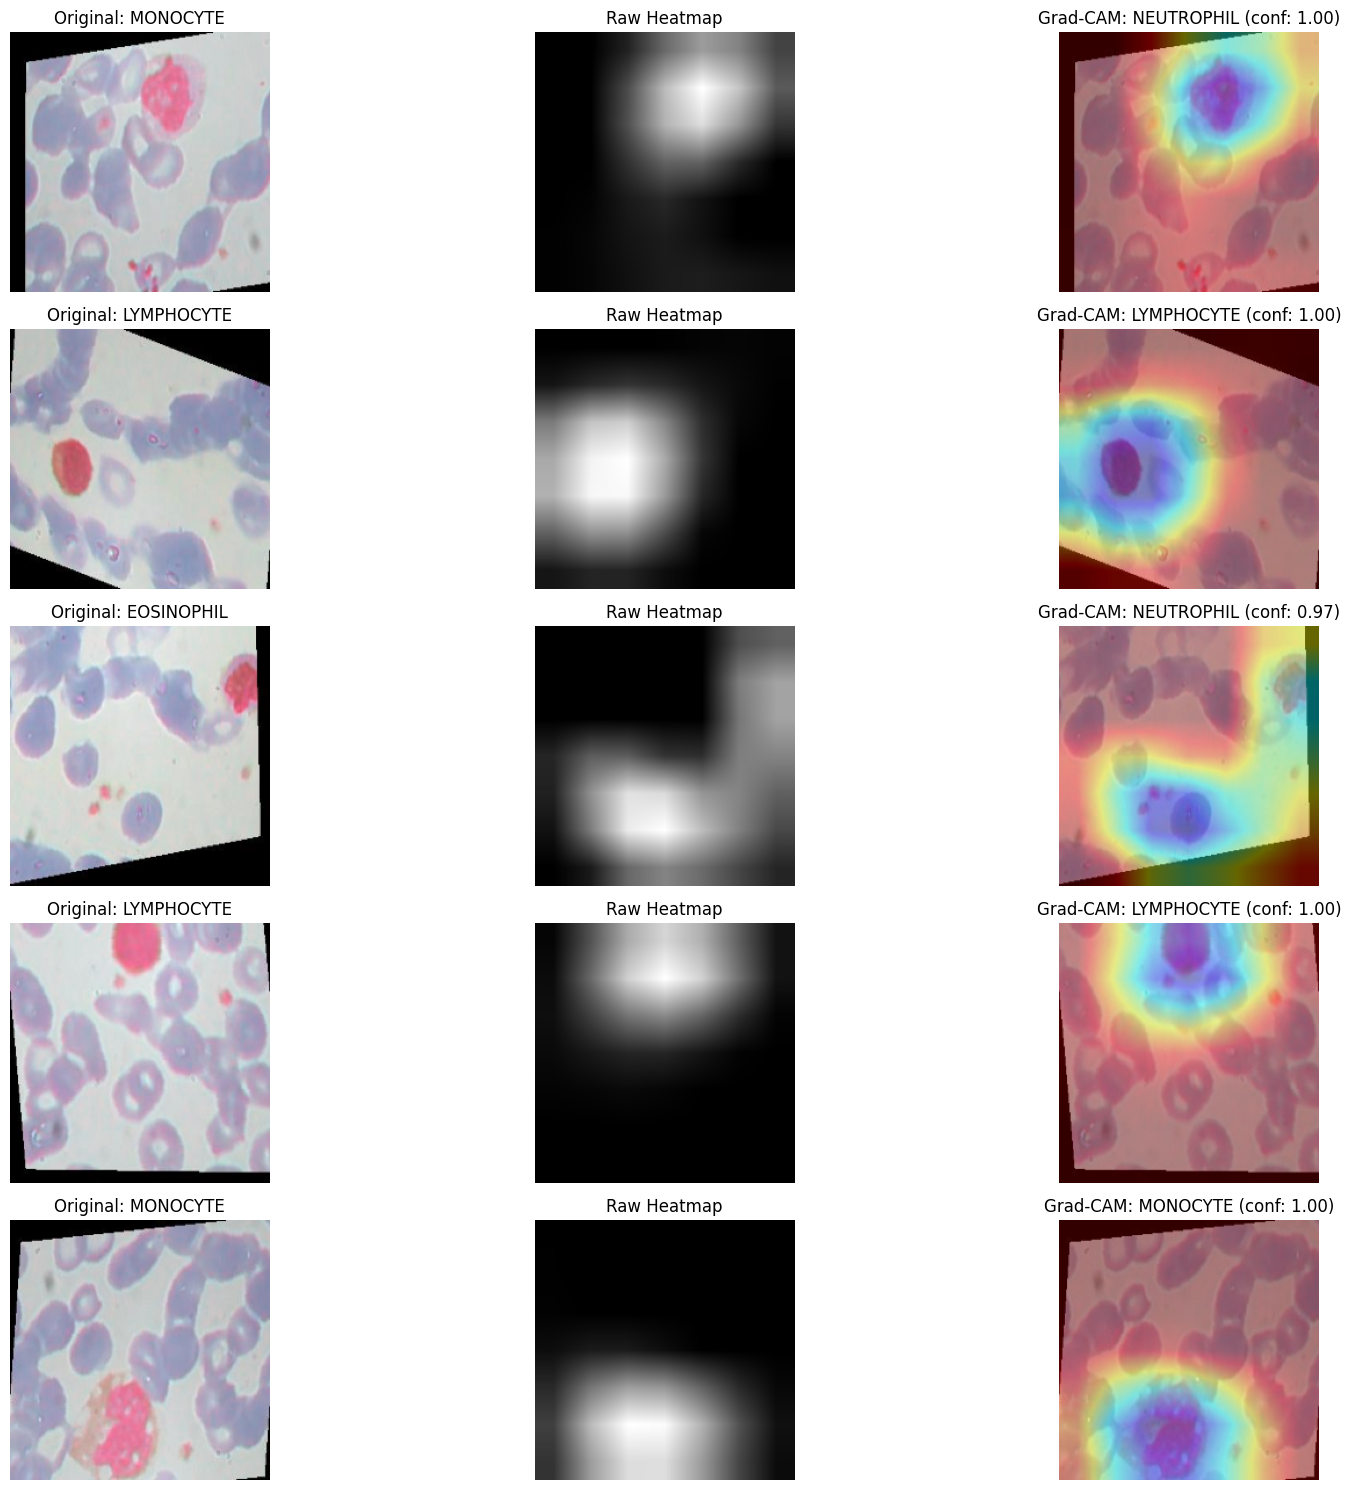 Original: MONOCYTE
Raw Heatmap
Grad-CAM: NEUTROPHIL (conf: 1.00)
Original: LYMPHOCYTE
Raw Heatmap
Grad-CAM: LYMPHOCYTE (conf: 1.00)
Original: EOSINOPHIL
Raw Heatmap
Grad-CAM: NEUTROPHIL (conf: 0.97)
Original: LYMPHOCYTE
Raw Heatmap
Grad-CAM: LYMPHOCYTE (conf: 1.00)
Original: MONOCYTE
Raw Heatmap
Grad-CAM: MONOCYTE (conf: 1.00)